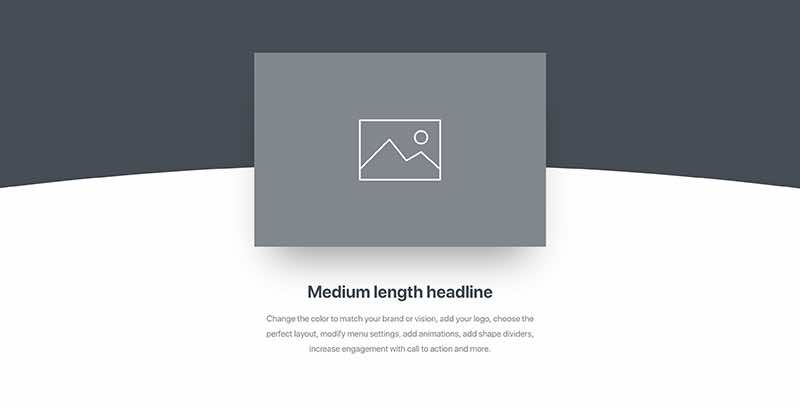 Medium length headline
Change the color to match your brand or vision, add your logo, choose the
perfect layout, modify menu settings, add animations, add shape dividers,
increase engagement with call to action and more.